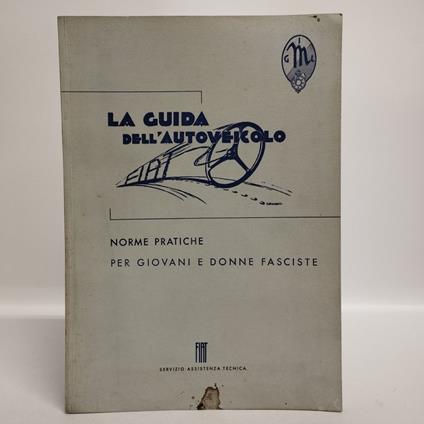 LA GUIDA
DELL'AUTOVEICOLO
FIAT
NORME PRATICHE
PER GIOVANI E DONNE FASCISTE
FIAT
SERVIZIO ASSISTENZA TECNICA